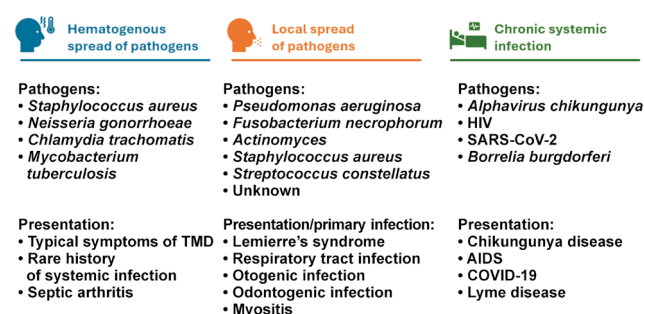 Hematogenous
spread of pathogens
Pathogens:
• Staphylococcus aureus
• Neisseria gonorrhoeae
• Chlamydia trachomatis
• Mycobacterium
tuberculosis
Presentation:
• Typical symptoms of TMD
• Rare history
of systemic infection
• Septic arthritis
Local spread
of pathogens
Pathogens:
• Pseudomonas aeruginosa
• Fusobacterium necrophorum
• Actinomyces
• Staphylococcus aureus
• Streptococcus constellatus
• Unknown
Presentation/primary infection:
• Lemierre’s syndrome
• Respiratory tract infection
• Otogenic infection
• Odontogenic infection
• Myositis
Chronic systemic
infection
Pathogens:
• Alphavirus chikungunya
• HIV
• SARS-CoV-2
• Borrelia burgdorferi
Presentation:
• Chikungunya disease
• AIDS
• COVID-19
• Lyme disease